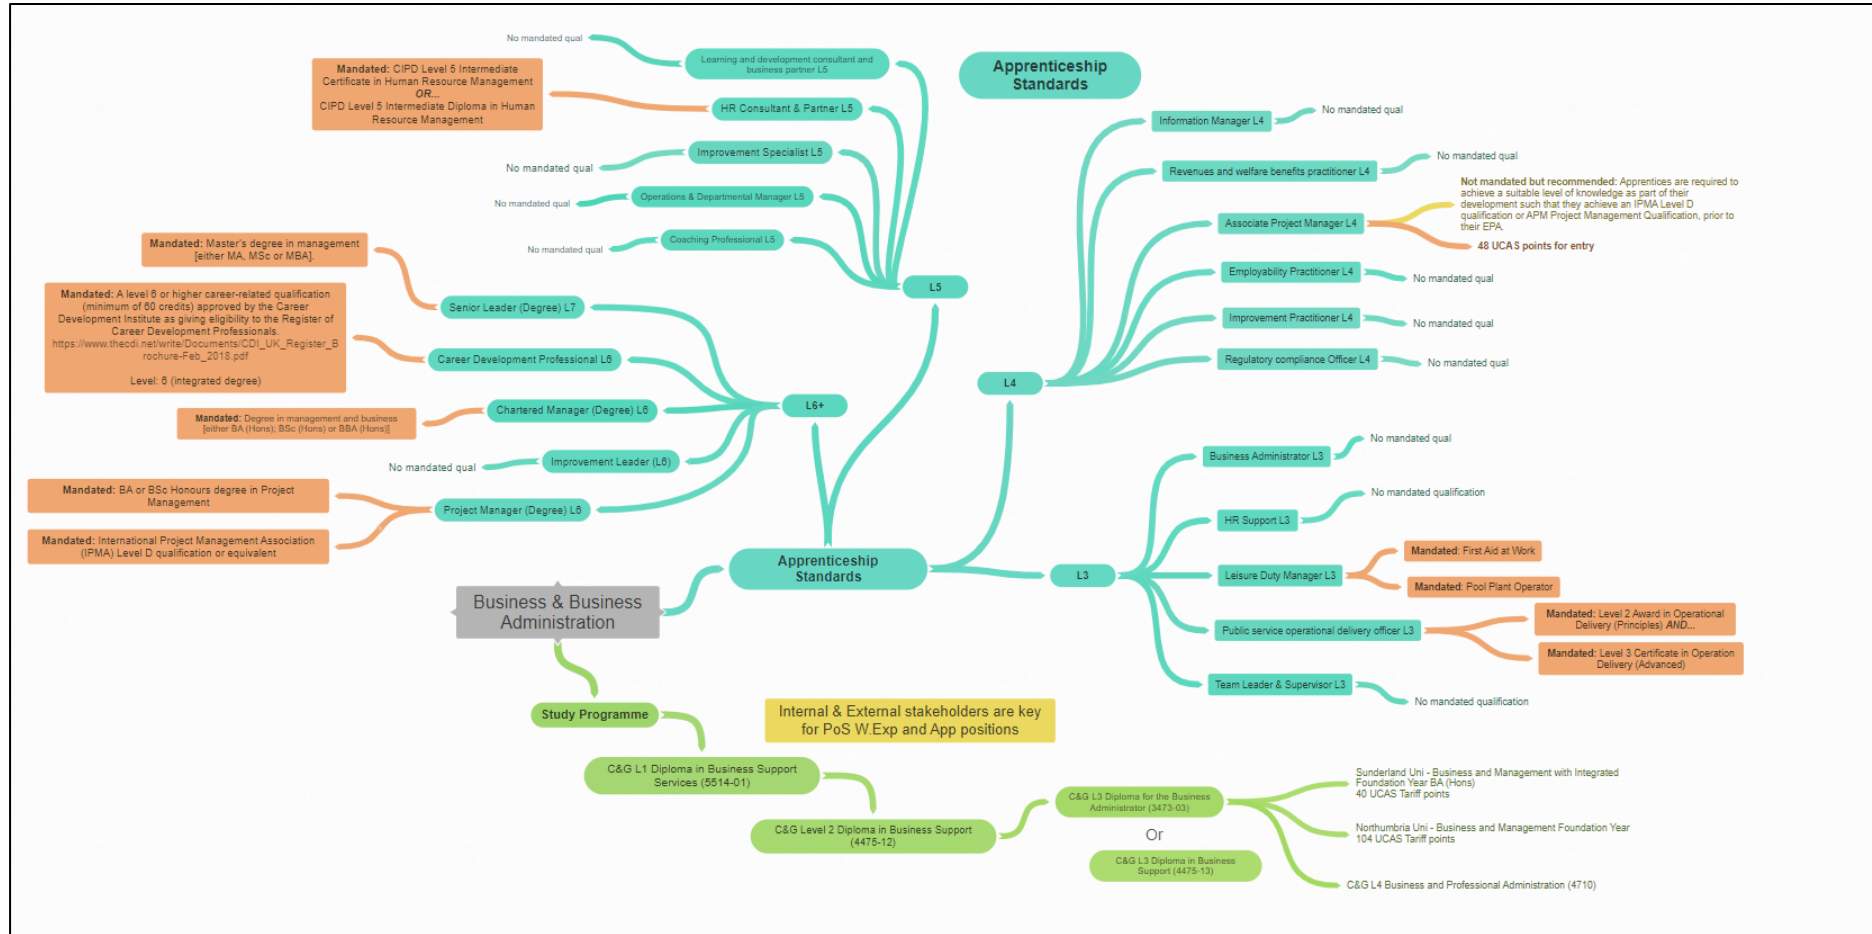 No mandated qual
Learning and development consultant and
business partner L5
Mandated: CIPD Level 5 Intermediate
Certificate in Human Resource Management
OR...
CIPD Level 5 Intermediate Diploma in Human
Resource Management
HR Consultant & Partner L5
Improvement Specialist L5
No mandated qual
Operations & Departmental Manager L5
No mandated qual
Coaching Professional L5
No mandated qual
L5
Mandated: Master's degree in management
[either MA, MSc or MBA].
Senior Leader (Degree) L7
Mandated: A level 6 or higher career-related qualification
(minimum of 60 credits) approved by the Career
Development Institute as giving eligibility to the Register of
Career Development Professionals.
https://www.thecdi.net/write/Documents/CDI_UK_Register_B
rochure-Feb_2018.pdf
Level: 6 (integrated degree)
Career Development Professional L6
L6+
Mandated: Degree in management and business
[either BA (Hons); BSc (Hons) or BBA (Hons)]
Chartered Manager (Degree) L6
No mandated qual
Improvement Leader (L6)
Mandated: BA or BSc Honours degree in Project
Management
Project Manager (Degree) L6
Mandated: International Project Management Association
(IPMA) Level D qualification or equivalent
Apprenticeship
Standards
Information Manager L4
No mandated qual
Revenues and welfare benefits practitioner L4
No mandated qual
Associate Project Manager L4
Not mandated but recommended: Apprentices are required to
achieve a suitable level of knowledge as part of their
development such that they achieve an IPMA Level D
qualification or APM Project Management Qualification, prior to
their EPA.
48 UCAS points for entry
Employability Practitioner L4
No mandated qual
Improvement Practitioner L4
No mandated qual
Regulatory compliance Officer L4
No mandated qual
L4
Business Administrator L3
No mandated qual
HR Support L3
No mandated qualification
Apprenticeship
Standards
L3
Leisure Duty Manager L3
Mandated: First Aid at Work
Mandated: Pool Plant Operator
Public service operational delivery officer L3
Mandated: Level 2 Award in Operational
Delivery (Principles) AND...
Mandated: Level 3 Certificate in Operation
Delivery (Advanced)
Team Leader & Supervisor L3
No mandated qualification
Business & Business
Administration
Study Programme
Internal & External stakeholders are key
for PoS W.Exp and App positions
C&G L1 Diploma in Business Support
Services (5514-01)
C&G Level 2 Diploma in Business Support
(4475-12)
C&G L3 Diploma for the Business
Administrator (3473-03)
Or
C&G L3 Diploma in Business
Support (4475-13)
Sunderland Uni - Business and Management with Integrated
Foundation Year BA (Hons)
40 UCAS Tariff points
Northumbria Uni - Business and Management Foundation Year
104 UCAS Tariff points
C&G L4 Business and Professional Administration (4710)